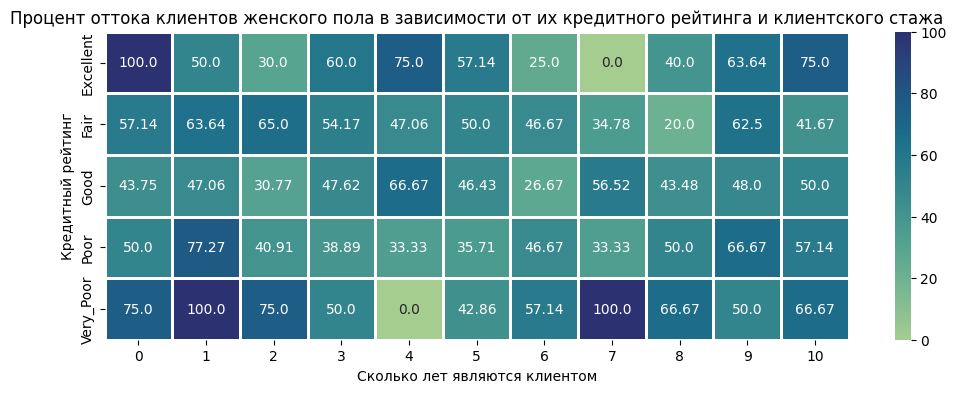 Процент оттока клиентов женского пола в зависимости от их кредитного рейтинга и клиентского стажа
Кредитный рейтинг
Excellent 100.0 50.0 30.0 60.0 75.0 57.14 25.0 0.0 40.0 63.64 75.0
Fair 57.14 63.64 65.0 54.17 47.06 50.0 46.67 34.78 20.0 62.5 41.67
Good 43.75 47.06 30.77 47.62 66.67 46.43 26.67 56.52 43.48 48.0 50.0
Poor 50.0 77.27 40.91 38.89 33.33 35.71 46.67 33.33 50.0 66.67 57.14
Very_Poor 75.0 100.0 75.0 50.0 0.0 42.86 57.14 100.0 66.67 50.0 66.67
0 1 2 3 4 5 6 7 8 9 10
Сколько лет являются клиентом
100
80
60
40
20
0